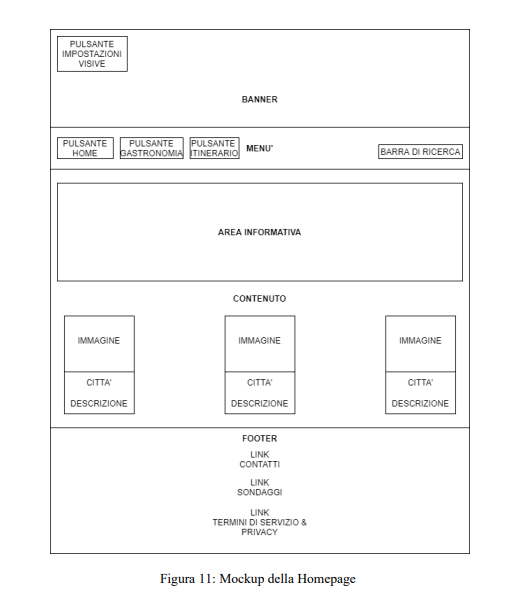 PULSANTE
IMPOSTAZIONI
VISIVE
BANNER
PULSANTE
HOME
PULSANTE
GASTRONOMIA
PULSANTE
ITINERARIO
MENU'
BARRA DI RICERCA
AREA INFORMATIVA
CONTENUTO
IMMAGINE
CITTA'
DESCRIZIONE
IMMAGINE
CITTA'
DESCRIZIONE
IMMAGINE
CITTA'
DESCRIZIONE
FOOTER
LINK
CONTATTI
LINK
SONDAGGI
LINK
TERMINI DI SERVIZIO &
PRIVACY
Figura 11: Mockup della Homepage